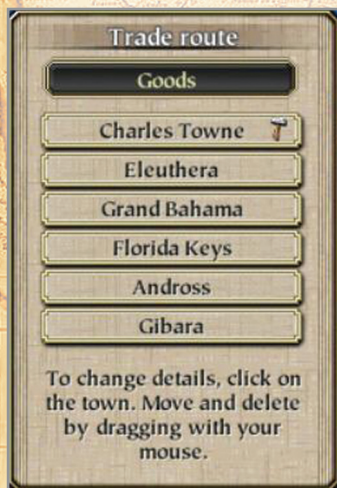 Trade route
Goods
Charles Towne
Eleuthera
Grand Bahama
Florida Keys
Andross
Gibara
To change details, click on
the town. Move and delete
by dragging with your
mouse.